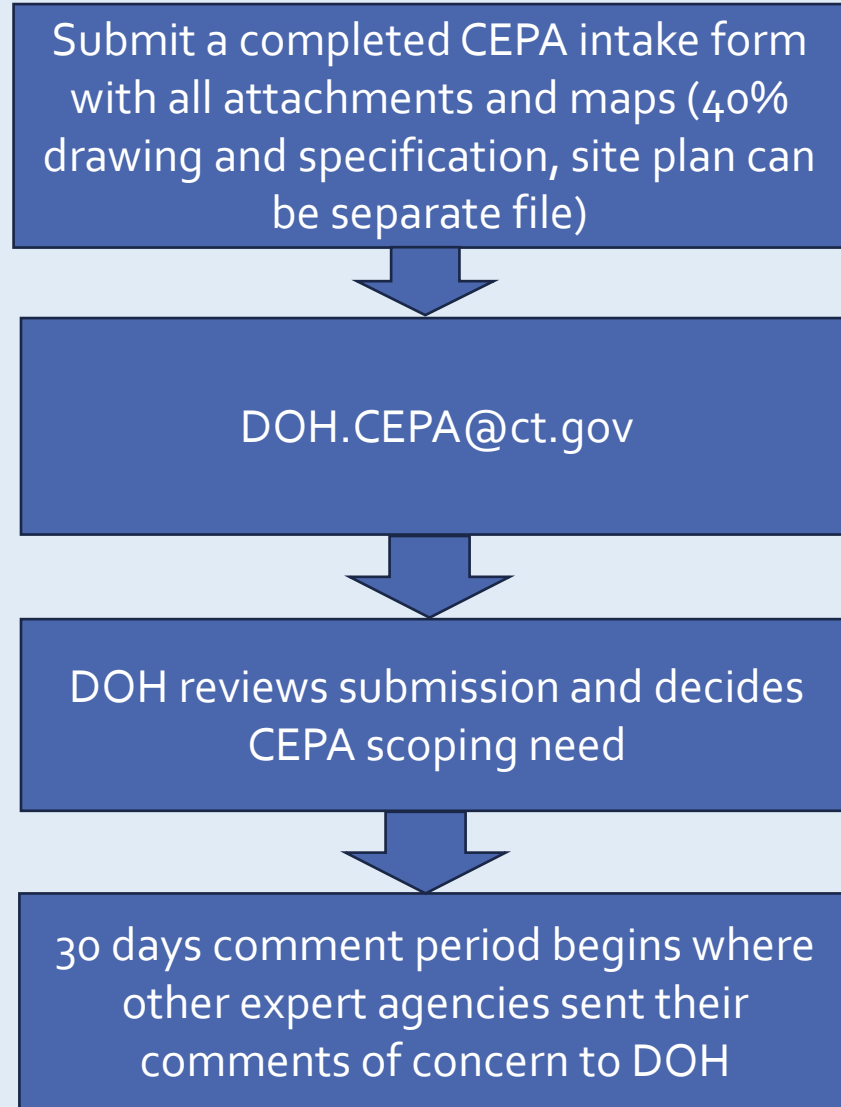 Submit a completed CEPA intake form
with all attachments and maps (40%
drawing and specification, site plan can
be separate file)
DOH.CEPA@ct.gov
DOH reviews submission and decides
CEPA scoping need
30 days comment period begins where
other expert agencies sent their
comments of concern to DOH